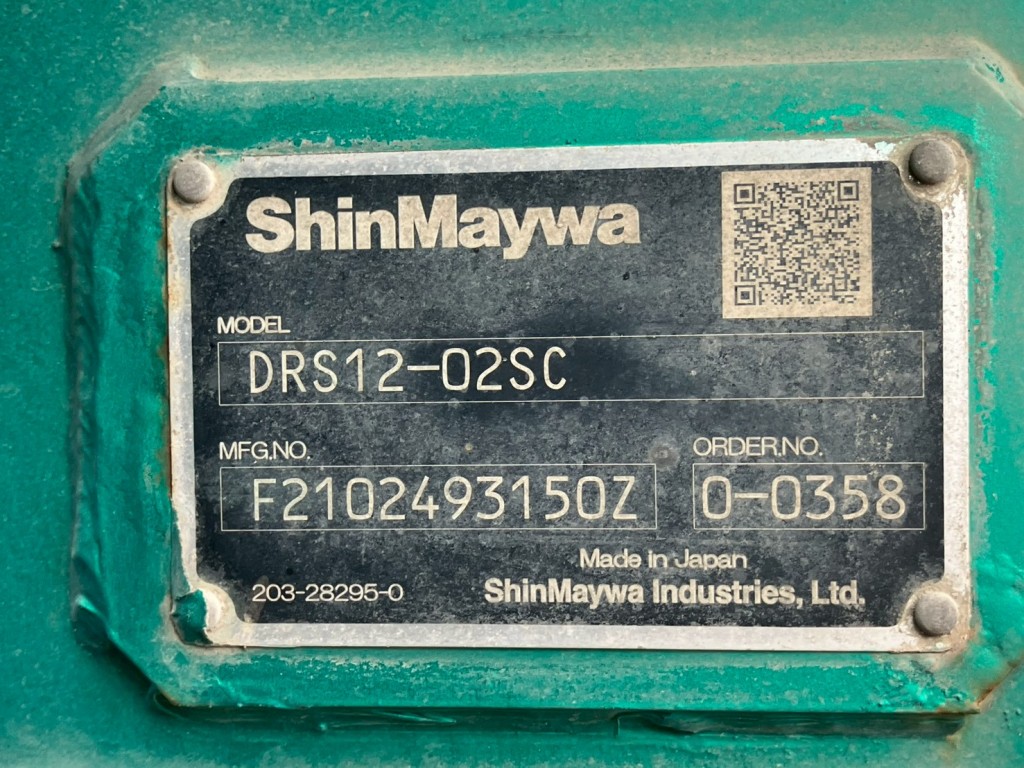 ShinMaywa
MODEL
DRS12-02SC
MFG.NO.
ORDER.NO.
F2102493150Z
0-0358
Made in Japan
203-28295-0
ShinMaywa Industries, Ltd.